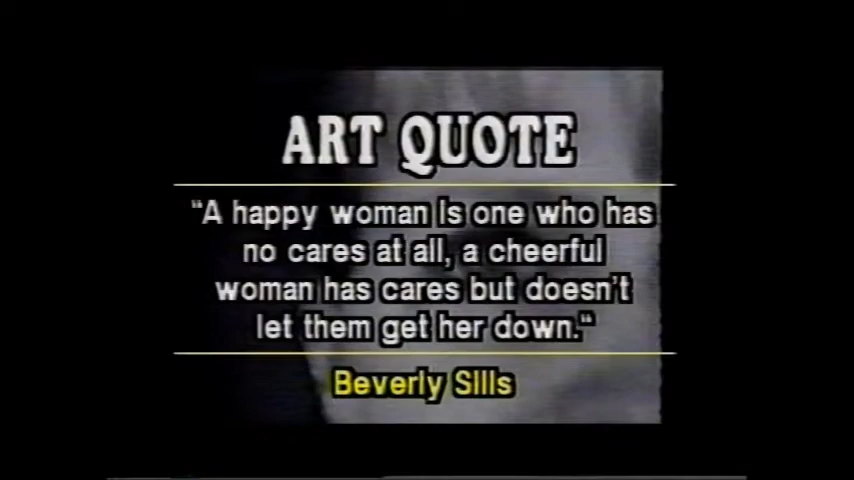 ART QUOTE
"A happy woman is one who has
no cares at all, a cheerful
woman has cares but doesn't
let them get her down."
Beverly Sills